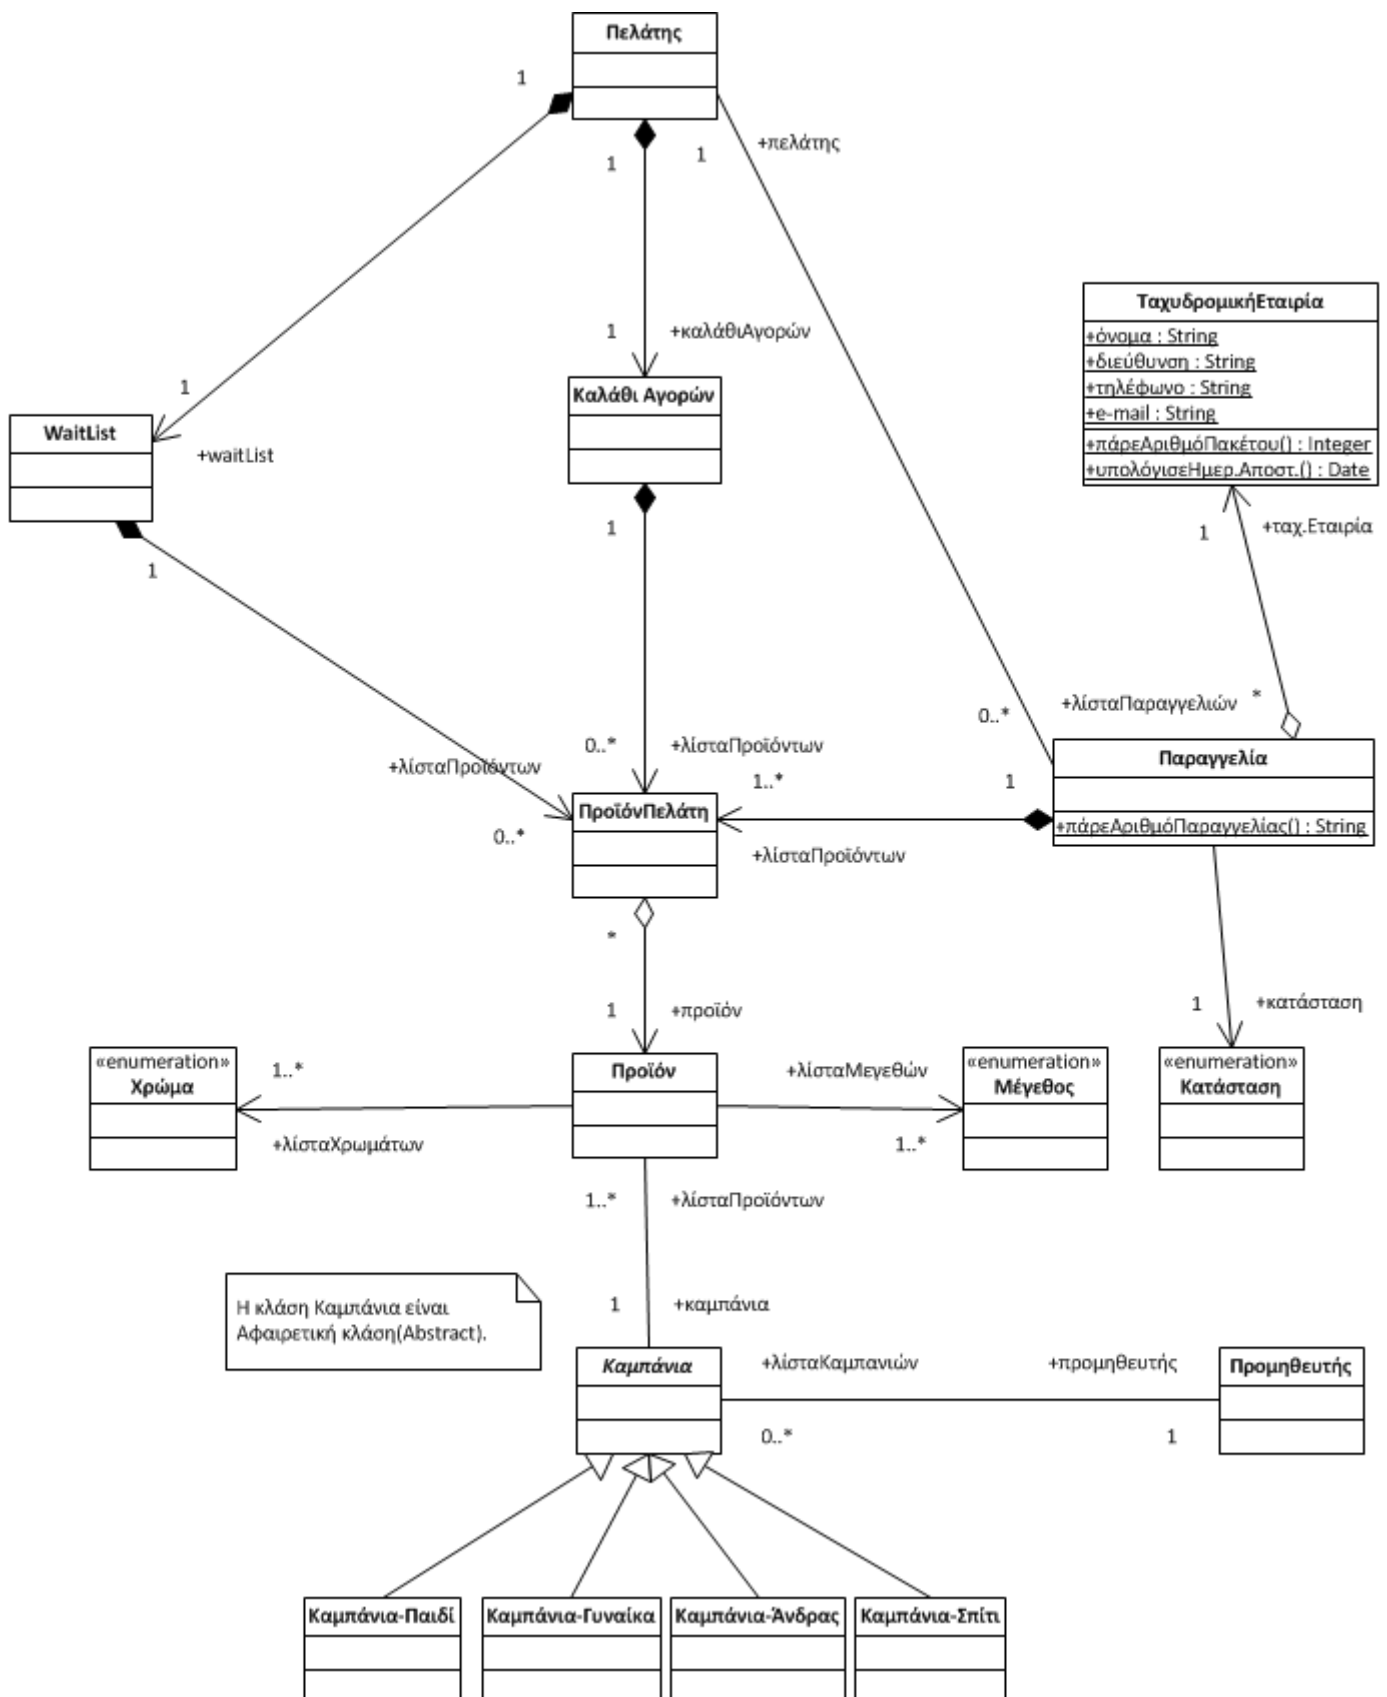 Πελάτης
1
1
1
+πελάτης
ΤαχυδρομικήΕταιρία
+όνομα : String
+διεύθυνση : String
+τηλέφωνο : String
+e-mail : String
+πάρεΑριθμόΠακέτου() : Integer
+υπολόγισεΗμερ.Αποστ.() : Date
1
+καλάθιΑγορών
1
Καλάθι Αγορών
WaitList
+waitList
1
1
+ταχ.Εταιρία
1
0..*
+λίσταΠαραγγελιών
*
0..*
+λίσταΠροϊόντων
+λίσταΠροϊόντων
1..*
1
Παραγγελία
+πάρεΑριθμόΠαραγγελίας() : String
ΠροϊόνΠελάτη
0..*
+λίσταΠροϊόντων
*
1
+προϊόν
1
+κατάσταση
«enumeration»
Χρώμα
1..*
+λίσταΧρωμάτων
Προϊόν
+λίσταΜεγεθών
1..*
«enumeration»
Μέγεθος
«enumeration»
Κατάσταση
1..*
+λίσταΠροϊόντων
Η κλάση Καμπάνια είναι
Αφαιρετική κλάση(Abstract).
1
+καμπάνια
Καμπάνια
+λίσταΚαμπανιών
+προμηθευτής
Προμηθευτής
0..*
1
Καμπάνια-Παιδί
Καμπάνια-Γυναίκα
Καμπάνια-Άνδρας
Καμπάνια-Σπίτι